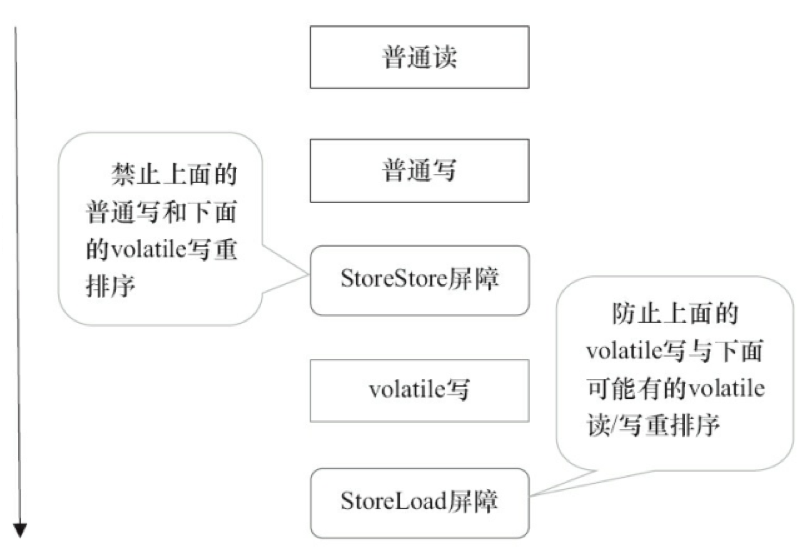 普通读
普通写
禁止上面的
普通写和下面
的volatile写重
排序
StoreStore屏障
防止上面的
volatile写与下面
可能有的volatile
读/写重排序
volatile写
StoreLoad屏障